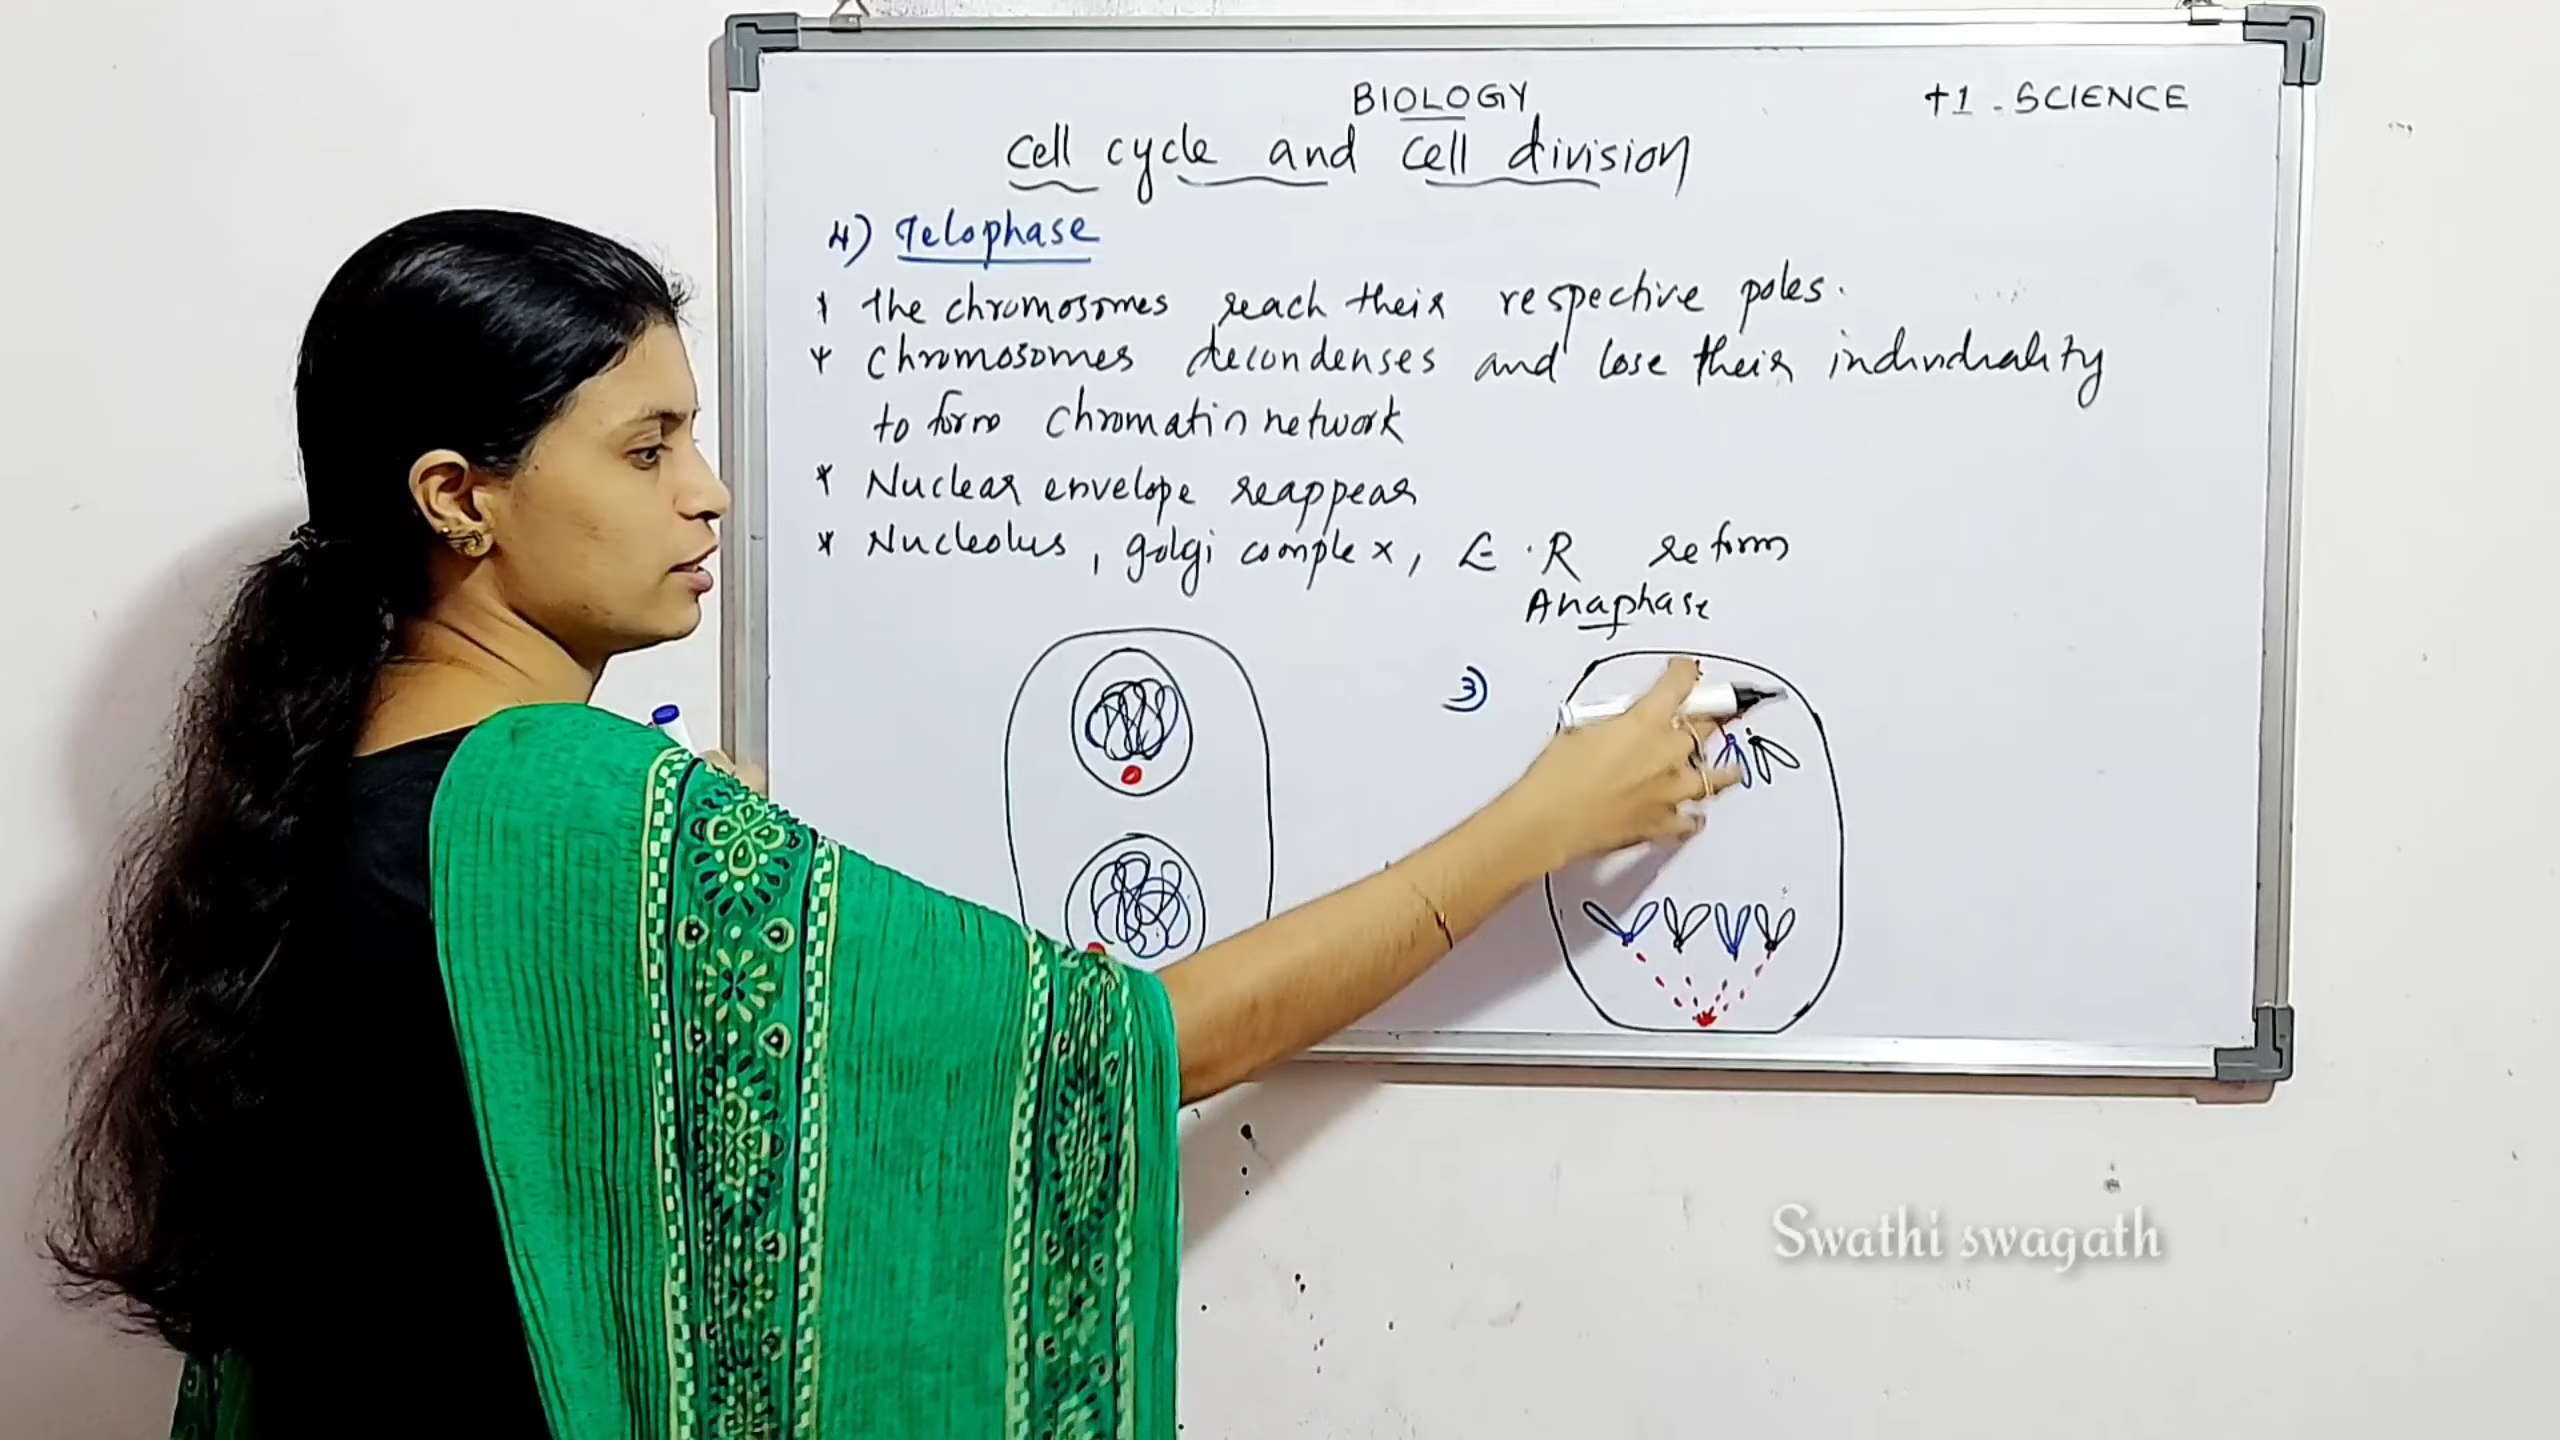 BIOLOGY
+1 - SCIENCE
Cell cycle and cell division
4) Telophase
* The chromosomes reach their respective poles.
* Chromosomes decondenses and lose their individuality
to form chromatin network
* Nuclear envelope reappear
* Nucleolus, golgi complex, E.R reform
Anaphase
3)
Swathi swagath